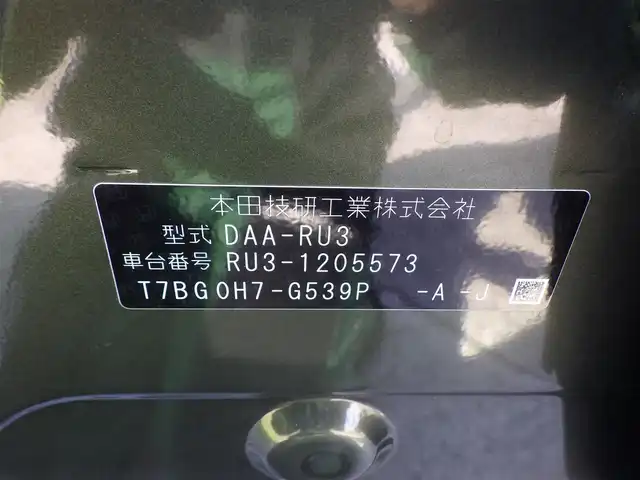 本田技研工業株式会社
型式 DAA-RU3
車台番号 RU3-1205573
T7BG0H7-G539P -A -J